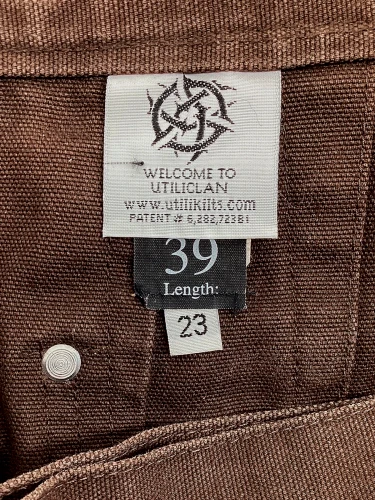 WELCOME TO
UTILICLAN
www.utilikilts.com
PATENT # 6,282,723B1
39
Length:
23